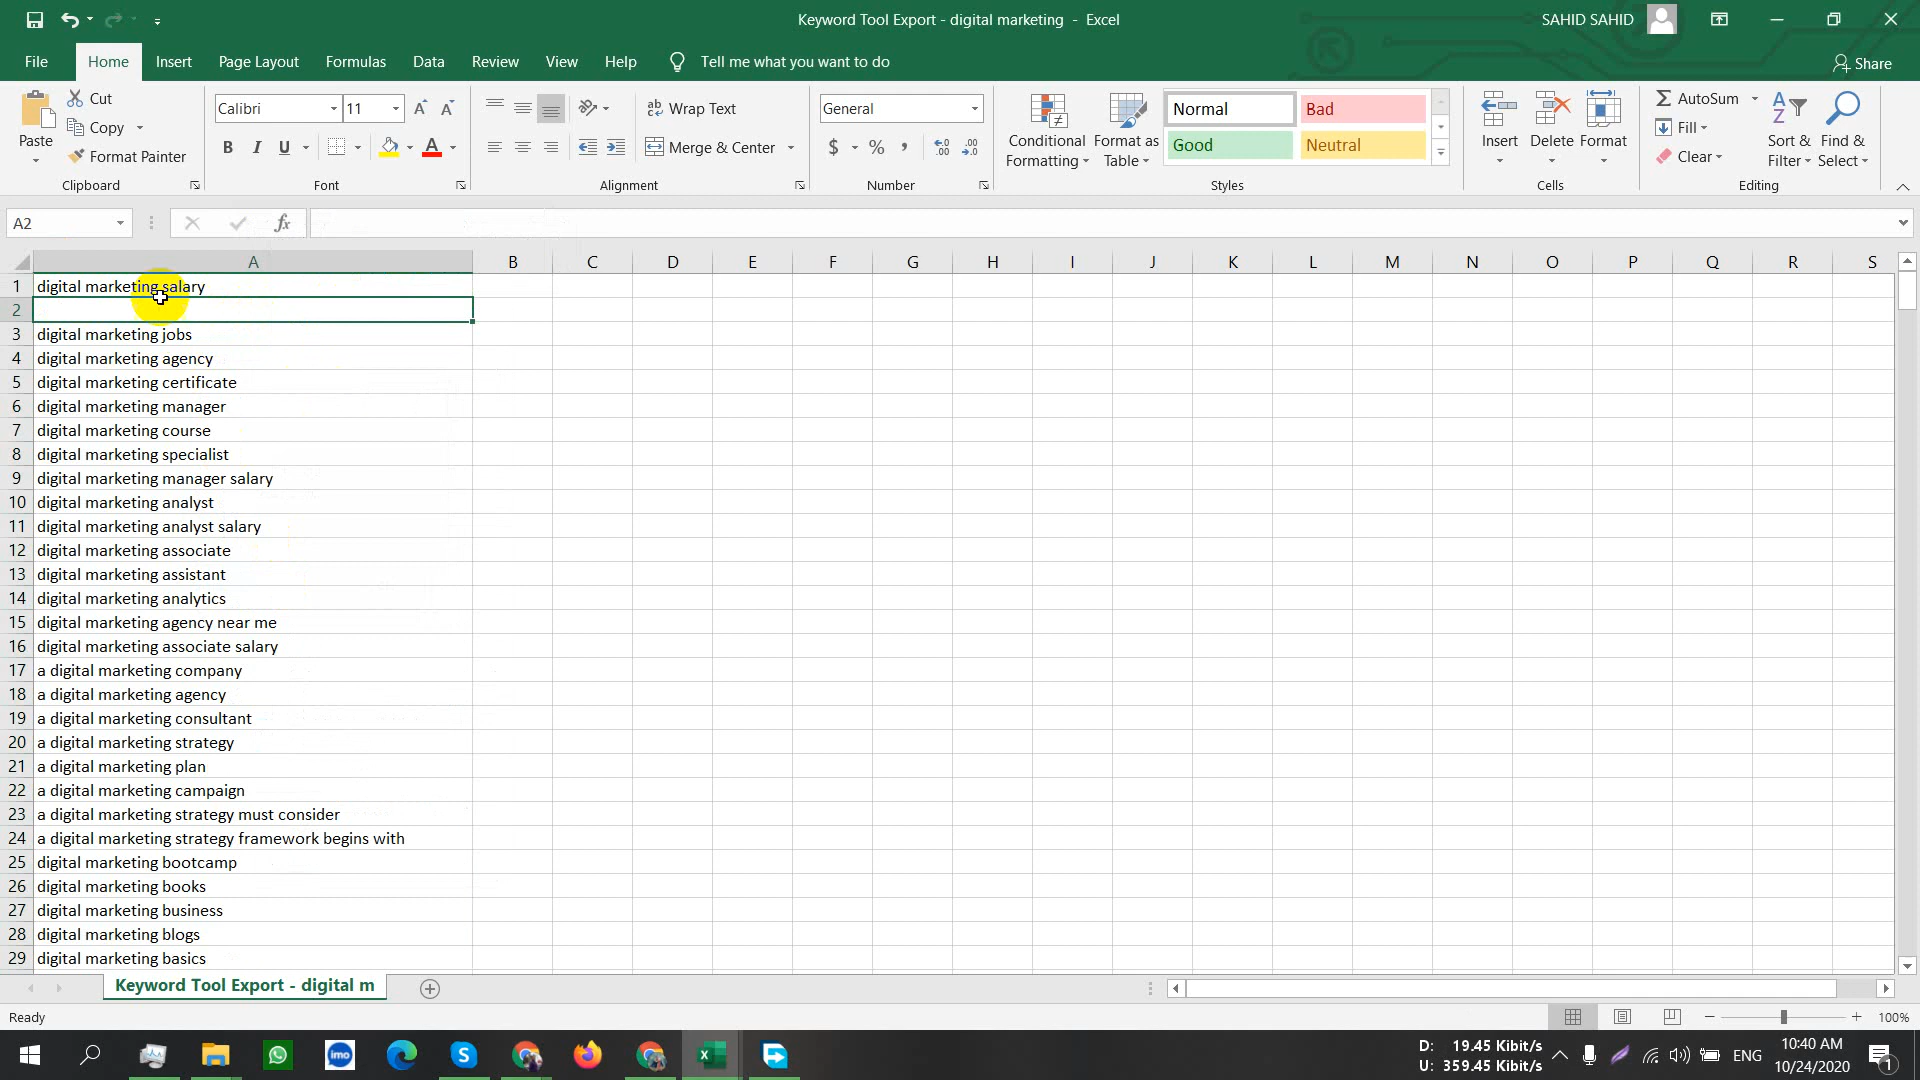 Keyword Tool Export - digital marketing - Excel
SAHID SAHID
File Home Insert Page Layout Formulas Data Review View Help Tell me what you want to do
Share
Paste
Cut
Copy
Format Painter
Clipboard
Calibri 11
B I U
Font
Wrap Text
Merge & Center
Alignment
General
$ % ,
Number
Conditional Formatting
Format as Table
Normal Bad
Good Neutral
Styles
Insert Delete Format
Cells
AutoSum
Fill
Clear
Sort & Filter
Find & Select
Editing
A2
fx
A B C D E F G H I J K L M N O P Q R S
1 digital marketing salary
2
3 digital marketing jobs
4 digital marketing agency
5 digital marketing certificate
6 digital marketing manager
7 digital marketing course
8 digital marketing specialist
9 digital marketing manager salary
10 digital marketing analyst
11 digital marketing analyst salary
12 digital marketing associate
13 digital marketing assistant
14 digital marketing analytics
15 digital marketing agency near me
16 digital marketing associate salary
17 a digital marketing company
18 a digital marketing agency
19 a digital marketing consultant
20 a digital marketing strategy
21 a digital marketing plan
22 a digital marketing campaign
23 a digital marketing strategy must consider
24 a digital marketing strategy framework begins with
25 digital marketing bootcamp
26 digital marketing books
27 digital marketing business
28 digital marketing blogs
29 digital marketing basics
Keyword Tool Export - digital m
Ready
100%
imo
D: 19.45 Kibit/s
U: 359.45 Kibit/s
ENG
10:40 AM
10/24/2020
1